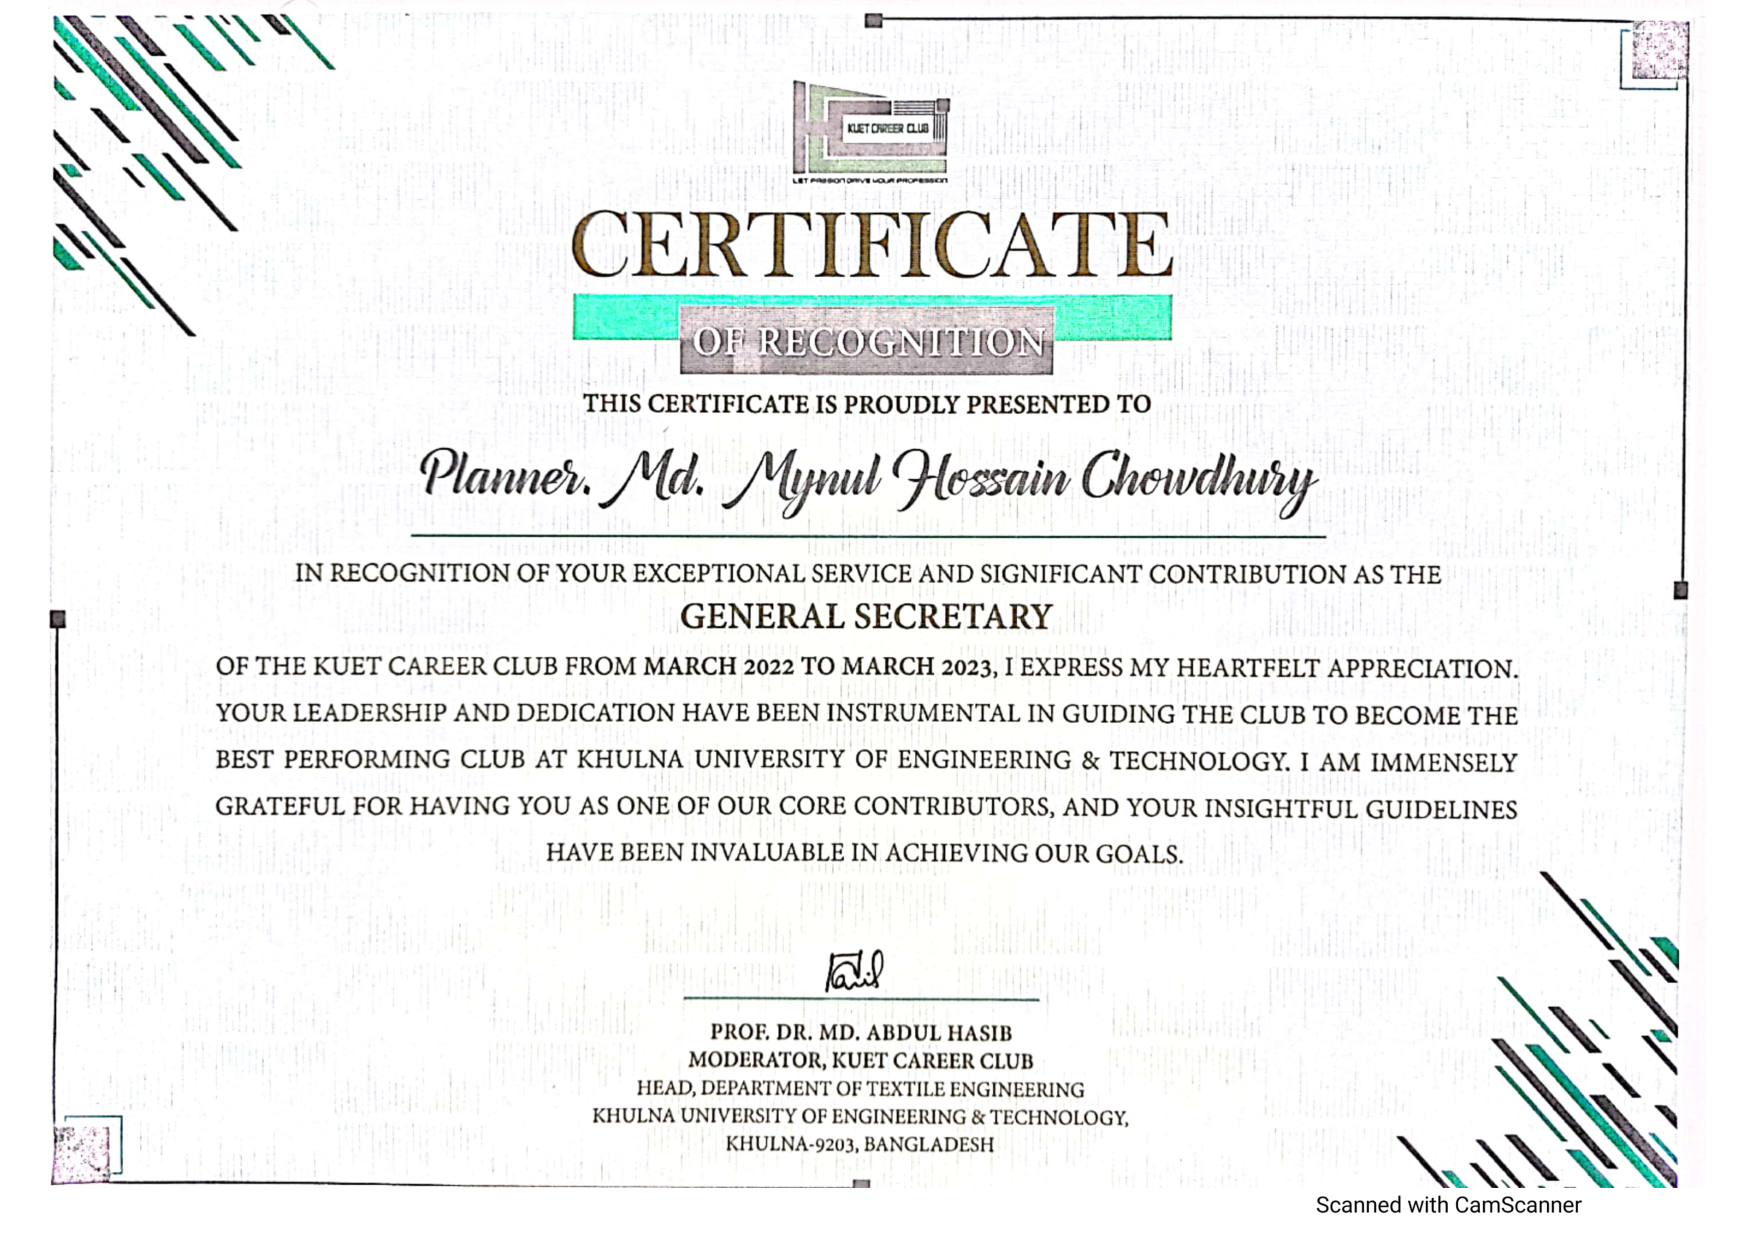 KUET CAREER CLUB
LET PASSION DRIVE YOUR PROFESSION
CERTIFICATE
OF RECOGNITION
THIS CERTIFICATE IS PROUDLY PRESENTED TO
Planner. Md. Mynul Hossain Chowdhury
IN RECOGNITION OF YOUR EXCEPTIONAL SERVICE AND SIGNIFICANT CONTRIBUTION AS THE
GENERAL SECRETARY
OF THE KUET CAREER CLUB FROM MARCH 2022 TO MARCH 2023, I EXPRESS MY HEARTFELT APPRECIATION.
YOUR LEADERSHIP AND DEDICATION HAVE BEEN INSTRUMENTAL IN GUIDING THE CLUB TO BECOME THE
BEST PERFORMING CLUB AT KHULNA UNIVERSITY OF ENGINEERING & TECHNOLOGY. I AM IMMENSELY
GRATEFUL FOR HAVING YOU AS ONE OF OUR CORE CONTRIBUTORS, AND YOUR INSIGHTFUL GUIDELINES
HAVE BEEN INVALUABLE IN ACHIEVING OUR GOALS.
PROF. DR. MD. ABDUL HASIB
MODERATOR, KUET CAREER CLUB
HEAD, DEPARTMENT OF TEXTILE ENGINEERING
KHULNA UNIVERSITY OF ENGINEERING & TECHNOLOGY,
KHULNA-9203, BANGLADESH
Scanned with CamScanner